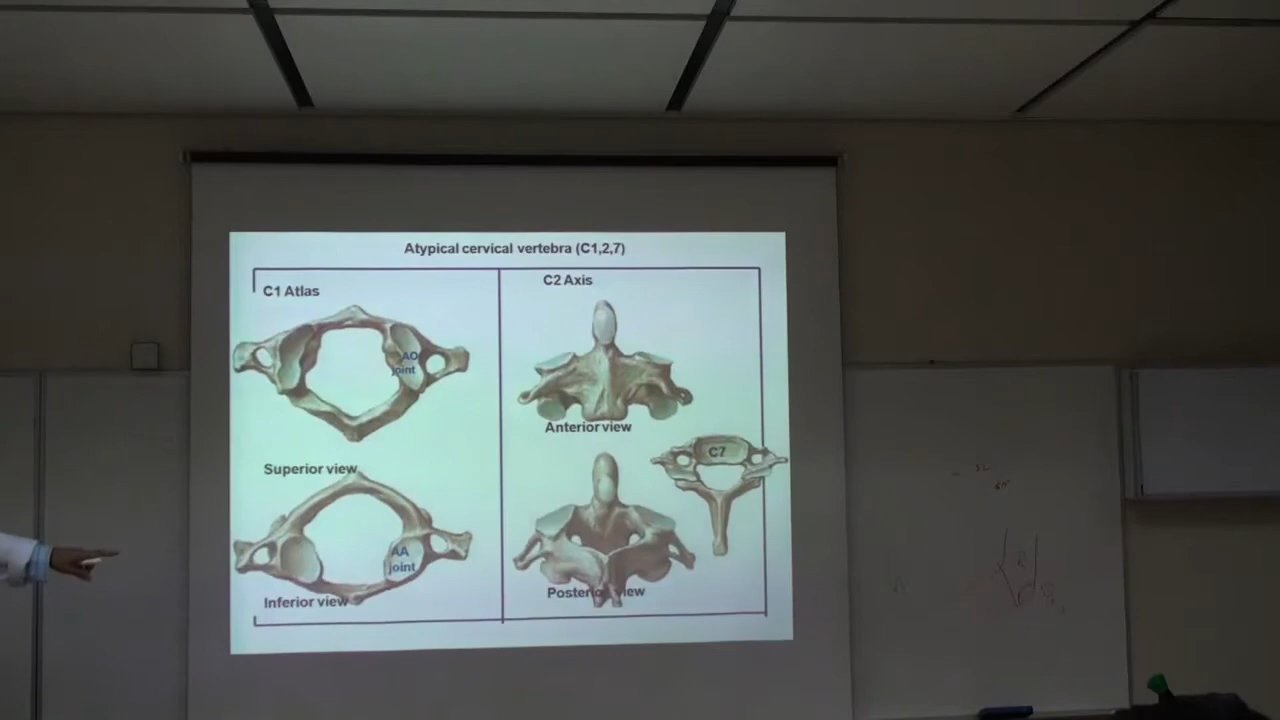 Atypical cervical vertebra (C1,2,7)
C1 Atlas
AO
joint
Superior view
AA
joint
Inferior view
C2 Axis
Anterior view
C7
Posterior view